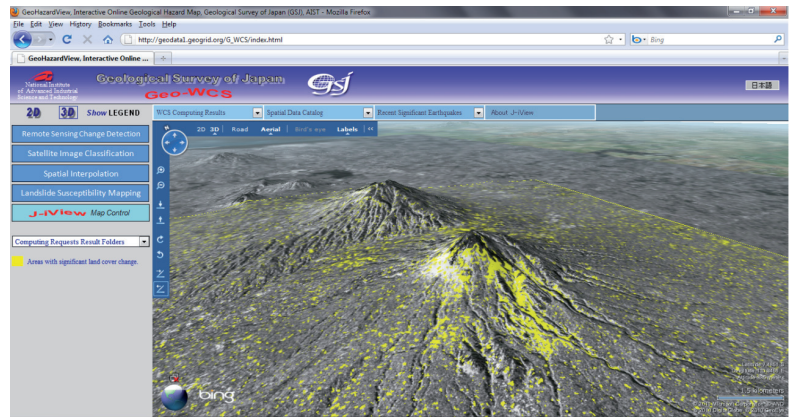 GeoHazardView, Interactive Online Geological Hazard Map, Geological Survey of Japan (GSJ), AIST - Mozilla Firefox
File Edit View History Bookmarks Tools Help
http://geodata1.geogrid.org/G_WCS/index.html
Bing
GeoHazardView, Interactive Online ...
National Institute
of Advanced Industrial
Science and Technology
Geological Survey of Japan
Geo-WCS
GSJ
日本語
2D 3D Show LEGEND
WCS Computing Results
Spatial Data Catalog
Recent Significant Earthquakes
About J-iView
Remote Sensing Change Detection
Satellite Image Classification
Spatial Interpolation
Landslide Susceptibility Mapping
J-iView Map Control
Computing Requests Result Folders
Areas with significant land cover change.
2D 3D Road Aerial Bird's eye Labels <<
bing
1.5 kilometers